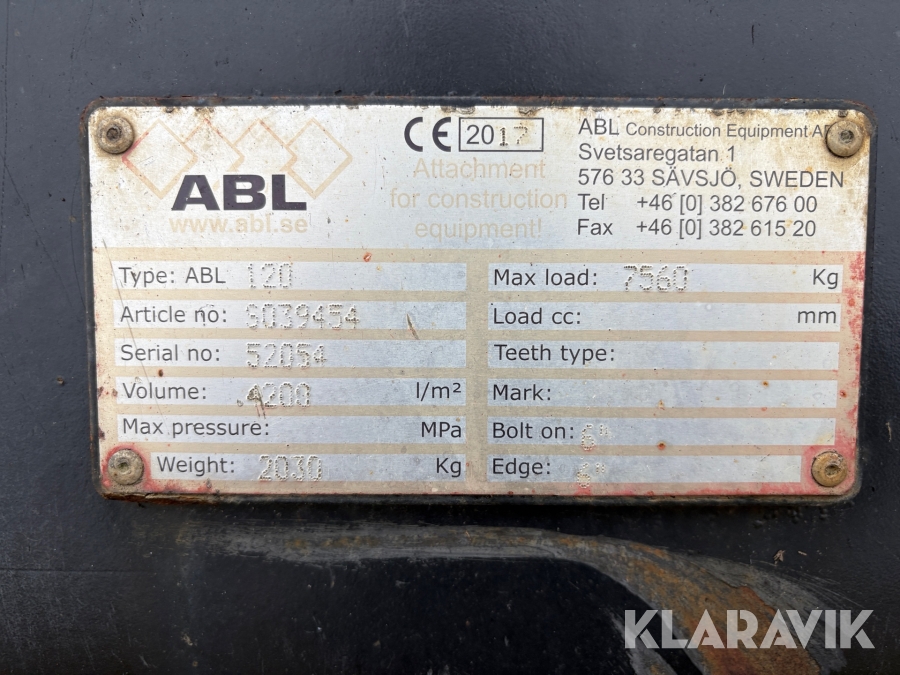 ABL
www.abl.se
CE 2017
Attachment
for construction
equipment!
ABL Construction Equipment
Svetsaregatan 1
576 33 SÄVSJÖ, SWEDEN
Tel +46 [0] 382 676 00
Fax +46 [0] 382 615 20
Type: ABL 120
Article no: S039454
Serial no: 52054
Volume: 4200 l/m²
Max pressure: MPa
Weight: 2030 Kg
Max load: 7560 Kg
Load cc: mm
Teeth type:
Mark:
Bolt on: 6"
Edge:
KLARAVIK